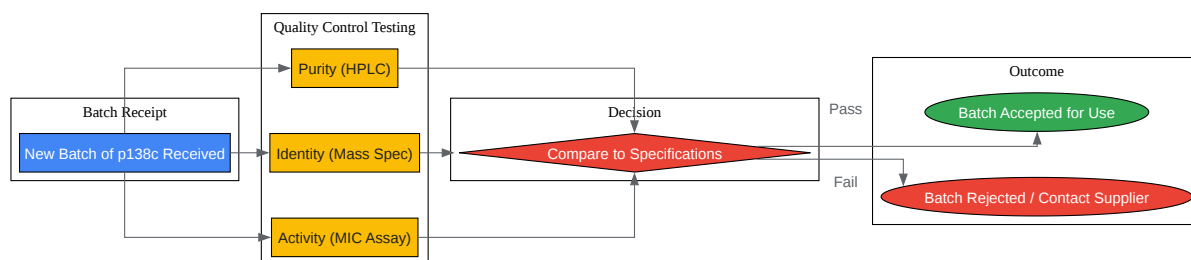 Quality Control Testing
Purity (HPLC)
Batch Receipt
New Batch of p138c Received
Identity (Mass Spec)
Activity (MIC Assay)
Decision
Compare to Specifications
Pass
Fail
Outcome
Batch Accepted for Use
Batch Rejected / Contact Supplier